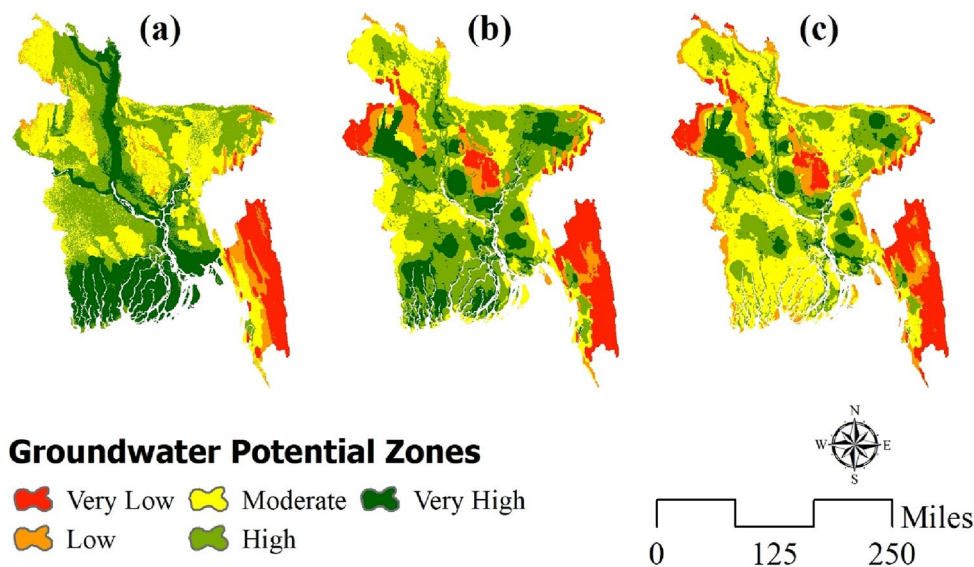 (a) (b) (c)
Groundwater Potential Zones
Very Low Moderate Very High
Low High
N
W E
S
Miles
0 125 250